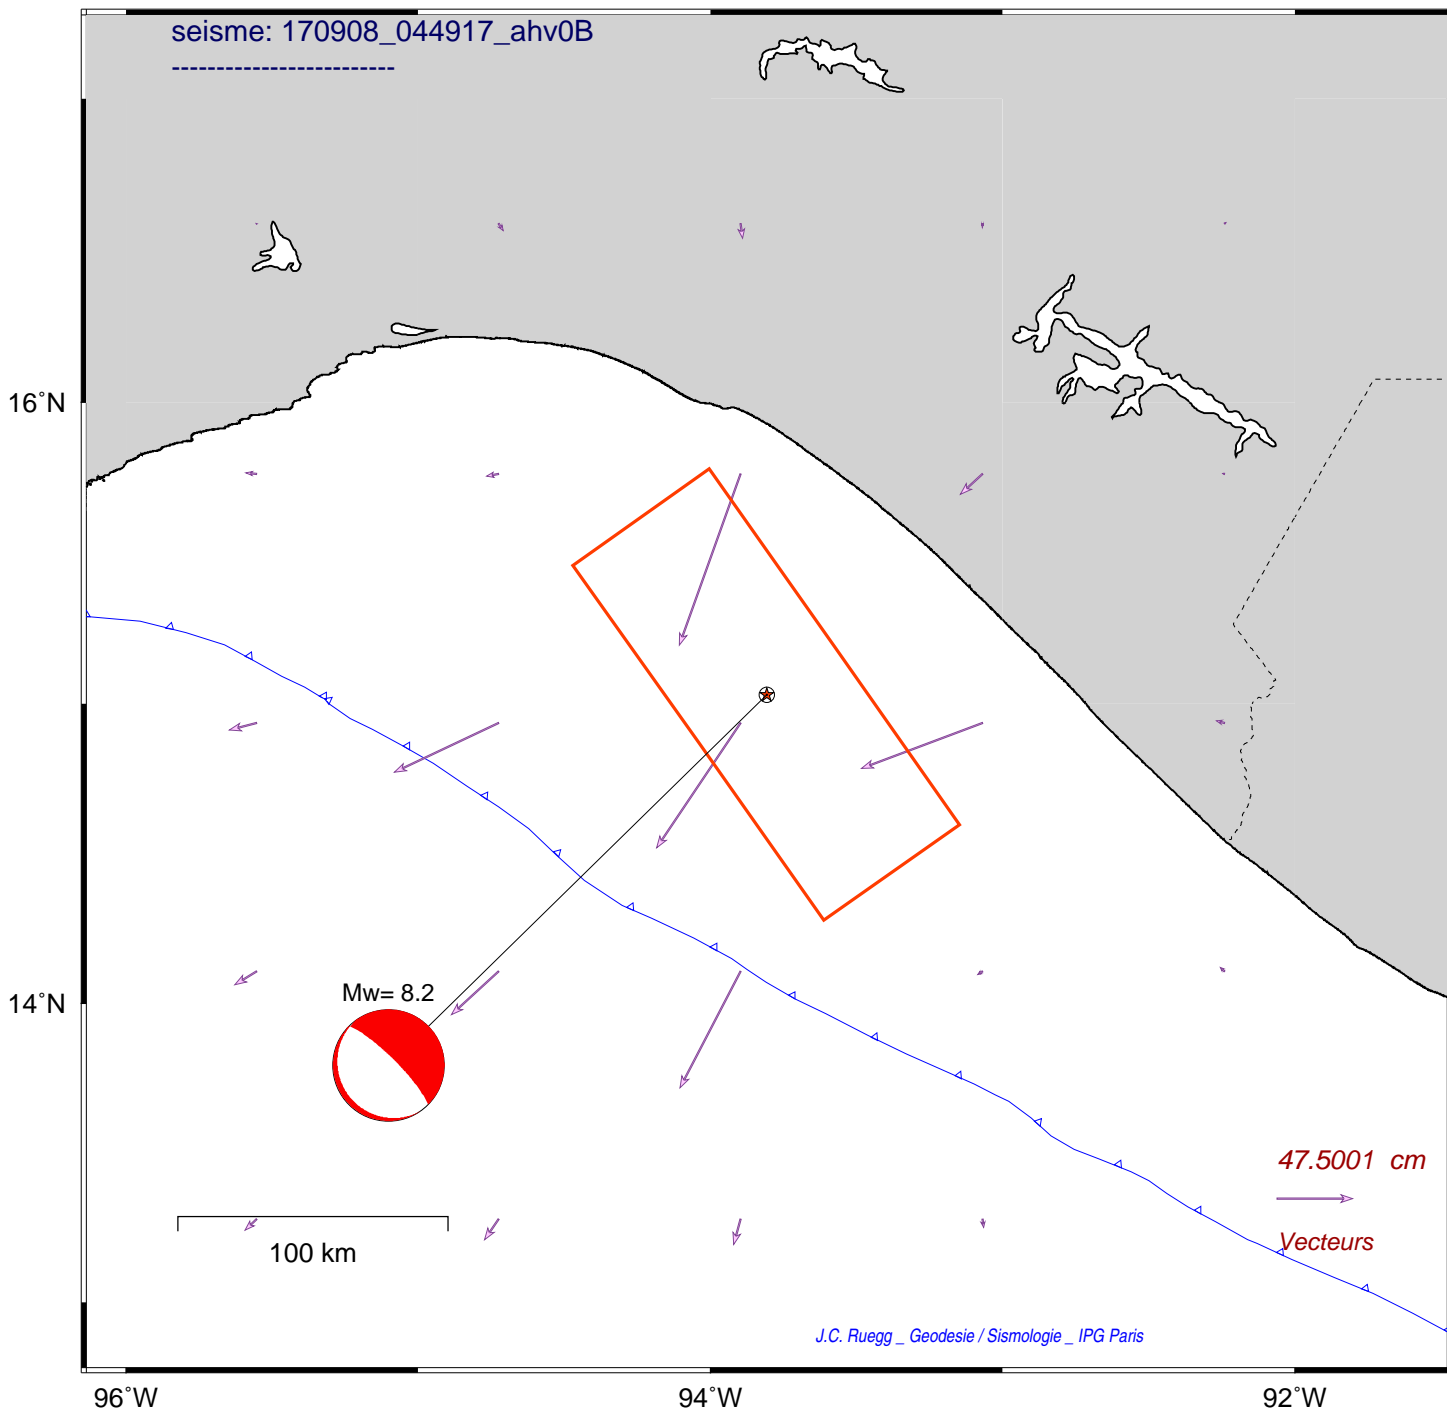 seisme: 170908_044917_ahv0B
-------------------------
16°N
14°N
Mw= 8.2
47.5001 cm
Vecteurs
100 km
J.C. Ruegg _ Geodesie / Sismologie _ IPG Paris
96°W
94°W
92°W